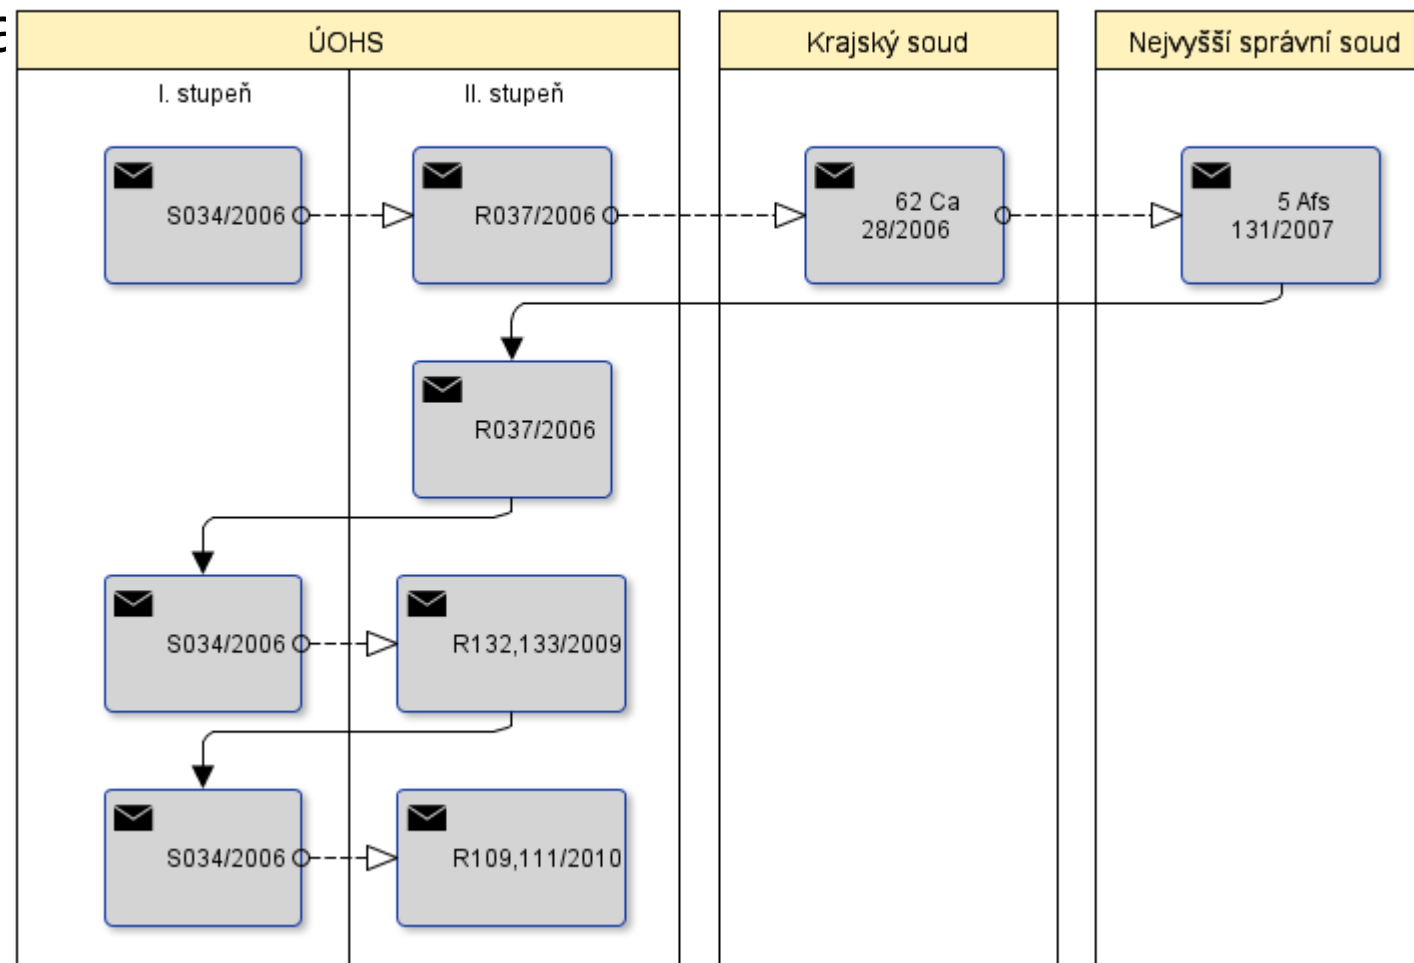 ÚOHS
Krajský soud
Nejvyšší správní soud
I. stupeň
II. stupeň
S034/2006
R037/2006
62 Ca
28/2006
5 Afs
131/2007
R037/2006
S034/2006
R132,133/2009
S034/2006
R109,111/2010